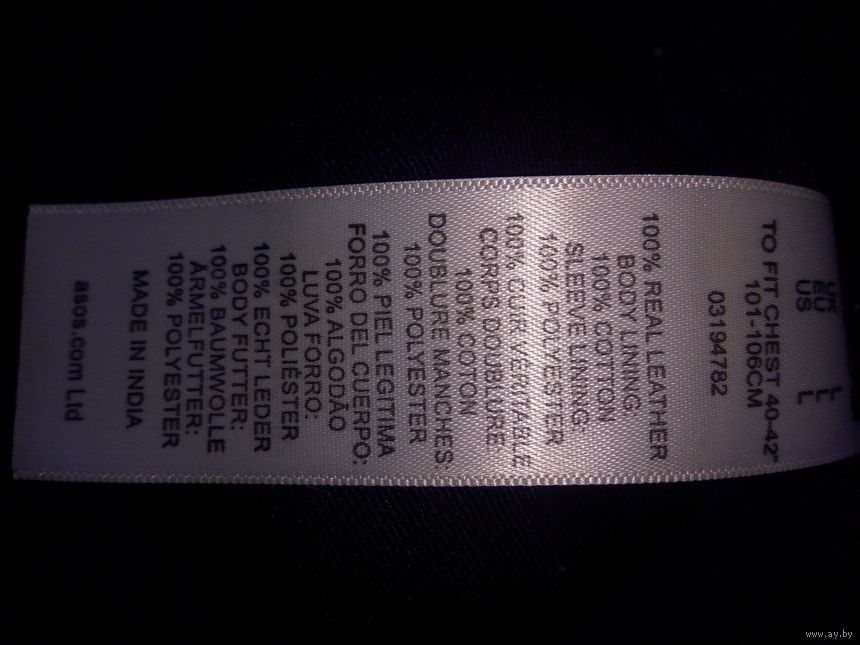 UK L
EU L
US L
TO FIT CHEST 40-42"
101-106CM
03194782
100% REAL LEATHER
BODY LINING:
100% COTTON
SLEEVE LINING:
100% POLYESTER
100% CUIR VERITABLE
CORPS DOUBLURE:
100% COTON
DOUBLURE MANCHES:
100% POLYESTER
100% PIEL LEGITIMA
FORRO DEL CUERPO:
100% ALGODÃO
LUVA FORRO:
100% POLIÉSTER
100% ECHT LEDER
BODY FUTTER:
100% BAUMWOLLE
ÄRMELFUTTER:
100% POLYESTER
MADE IN INDIA
asos.com Ltd
www.ay.by